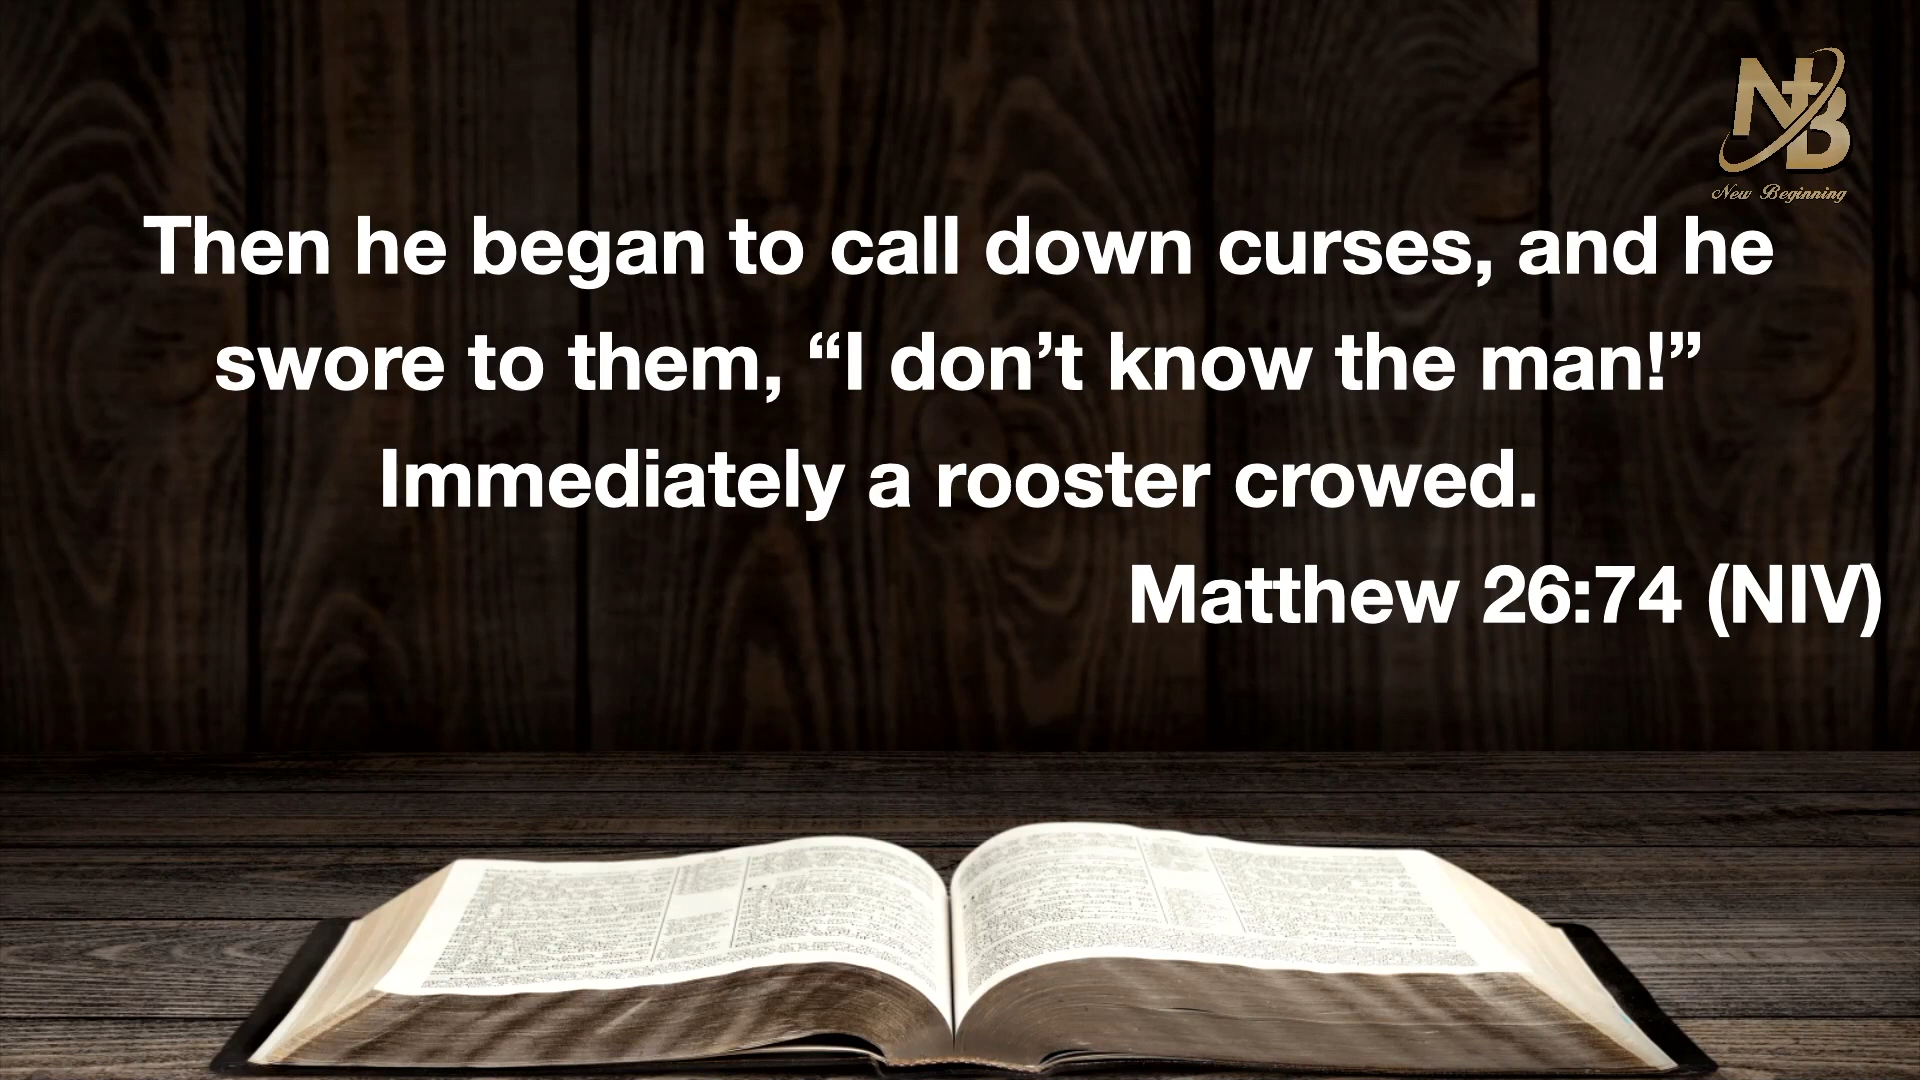 NB
New Beginning
Then he began to call down curses, and he
swore to them, “I don’t know the man!”
Immediately a rooster crowed.
Matthew 26:74 (NIV)